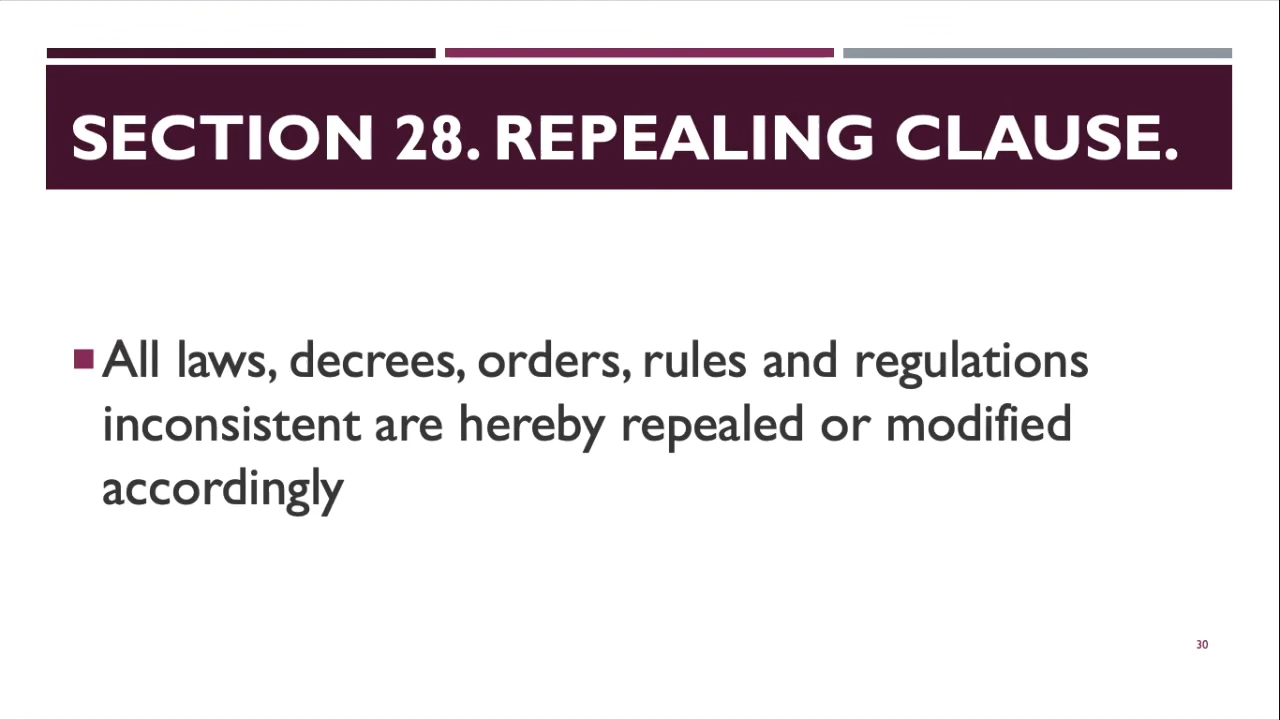 SECTION 28. REPEALING CLAUSE.
All laws, decrees, orders, rules and regulations
inconsistent are hereby repealed or modified
accordingly
30